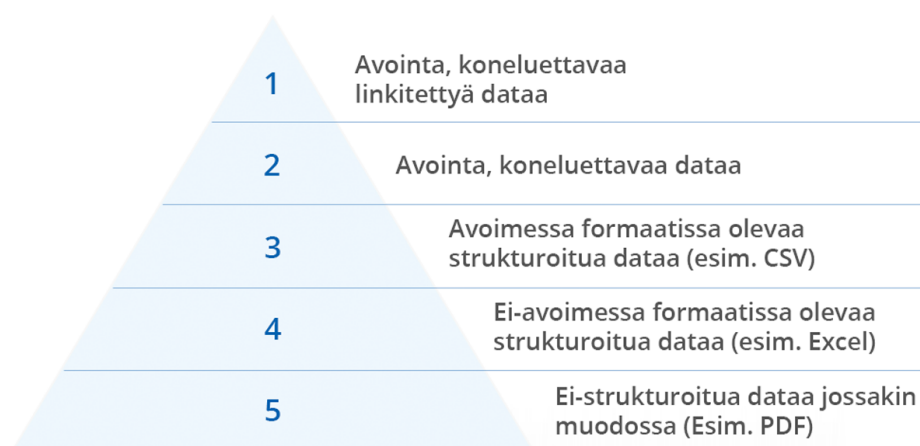 1
Avointa, koneluettavaa
linkitettyä dataa
2
Avointa, koneluettavaa dataa
3
Avoimessa formaatissa olevaa
strukturoitua dataa (esim. CSV)
4
Ei-avoimessa formaatissa olevaa
strukturoitua dataa (esim. Excel)
5
Ei-strukturoitua dataa jossakin
muodossa (Esim. PDF)